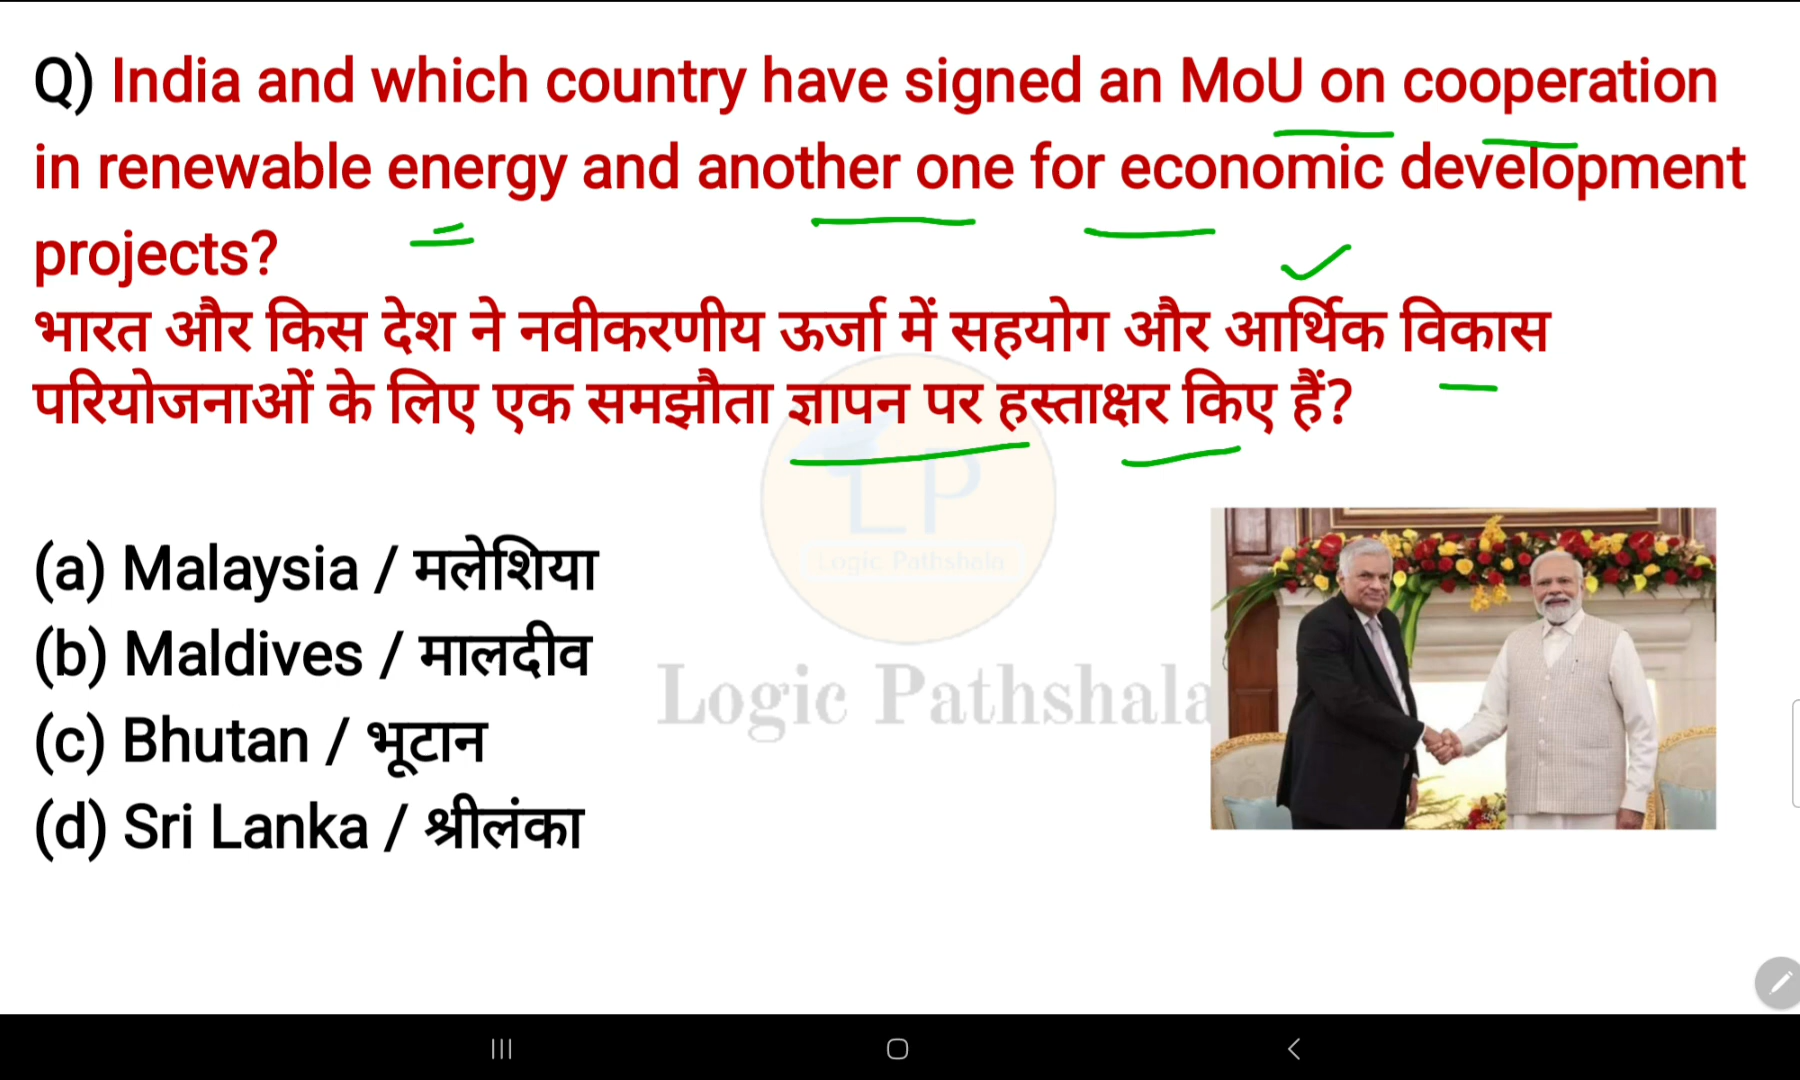 Q) India and which country have signed an MoU on cooperation
in renewable energy and another one for economic development
projects?
भारत और किस देश ने नवीकरणीय ऊर्जा में सहयोग और आर्थिक विकास
परियोजनाओं के लिए एक समझौता ज्ञापन पर हस्ताक्षर किए हैं?
LP
Logic Pathshala
(a) Malaysia / मलेशिया
(b) Maldives / मालदीव
Logic Pathshala
(c) Bhutan / भूटान
(d) Sri Lanka / श्रीलंका